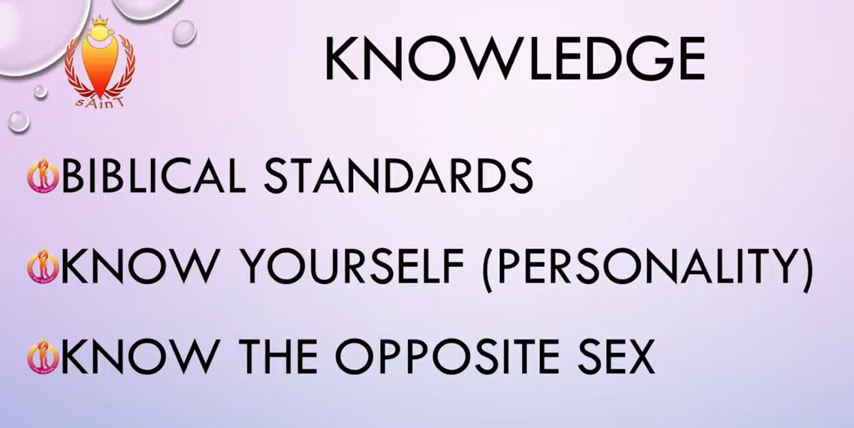 sAinT
KNOWLEDGE
BIBLICAL STANDARDS
KNOW YOURSELF (PERSONALITY)
KNOW THE OPPOSITE SEX